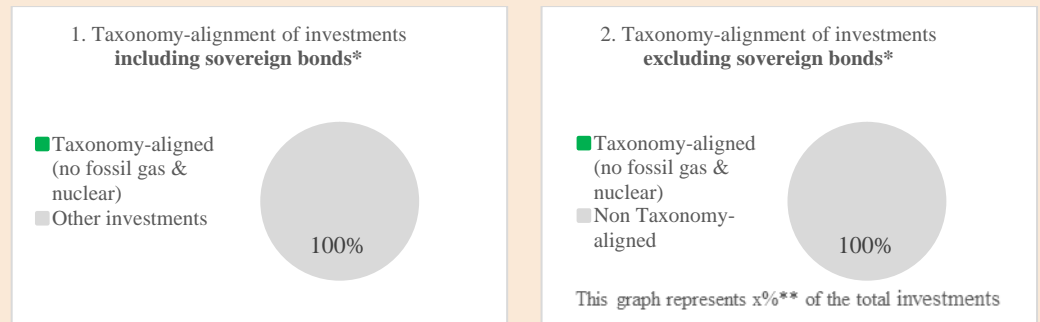 1. Taxonomy-alignment of investments
including sovereign bonds*
Taxonomy-aligned
(no fossil gas &
nuclear)
Other investments
100%
2. Taxonomy-alignment of investments
excluding sovereign bonds*
Taxonomy-aligned
(no fossil gas &
nuclear)
Non Taxonomy-
aligned
100%
This graph represents x%** of the total investments